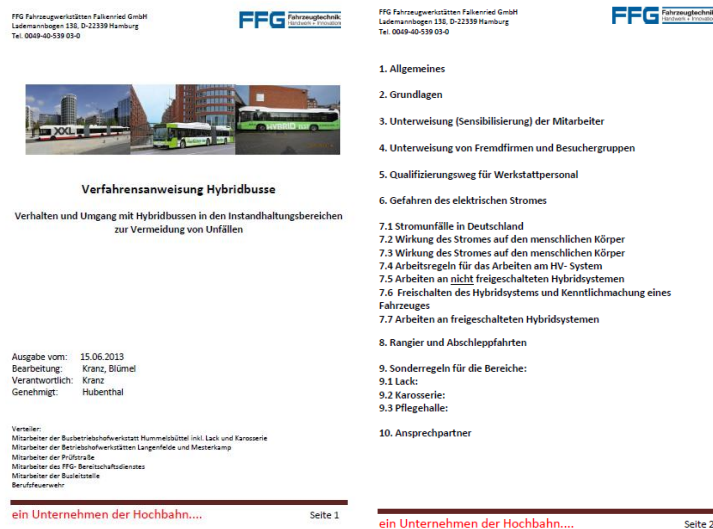 FFG Fahrzeugwerkstätten Falkenried GmbH
Lademannbogen 138, D-22339 Hamburg
Tel. 0049-40-539 03-0
FFG Fahrzeugtechnik
Handwerk + Innovation
XXL
HYBRID
Verfahrensanweisung Hybridbusse
Verhalten und Umgang mit Hybridbussen in den Instandhaltungsbereichen
zur Vermeidung von Unfällen
Ausgabe vom: 15.06.2013
Bearbeitung: Kranz, Blümel
Verantwortlich: Kranz
Genehmigt: Hubenthal
Verteiler:
Mitarbeiter der Busbetriebshofwerkstatt Hummelsbüttel inkl. Lack und Karosserie
Mitarbeiter der Betriebshofwerkstätten Langenfelde und Mesterkamp
Mitarbeiter der Prüfstraße
Mitarbeiter des FFG- Bereitschaftsdienstes
Mitarbeiter der Busleitstelle
Berufsfeuerwehr
ein Unternehmen der Hochbahn.... Seite 1
FFG Fahrzeugwerkstätten Falkenried GmbH
Lademannbogen 138, D-22339 Hamburg
Tel. 0049-40-539 03-0
FFG Fahrzeugtechnik
Handwerk + Innovation
1. Allgemeines
2. Grundlagen
3. Unterweisung (Sensibilisierung) der Mitarbeiter
4. Unterweisung von Fremdfirmen und Besuchergruppen
5. Qualifizierungsweg für Werkstattpersonal
6. Gefahren des elektrischen Stromes
7.1 Stromunfälle in Deutschland
7.2 Wirkung des Stromes auf den menschlichen Körper
7.3 Wirkung des Stromes auf den menschlichen Körper
7.4 Arbeitsregeln für das Arbeiten am HV- System
7.5 Arbeiten an nicht freigeschalteten Hybridsystemen
7.6 Freischalten des Hybridsystems und Kenntlichmachung eines
Fahrzeuges
7.7 Arbeiten an freigeschalteten Hybridsystemen
8. Rangier und Abschleppfahrten
9. Sonderregeln für die Bereiche:
9.1 Lack:
9.2 Karosserie:
9.3 Pflegehalle:
10. Ansprechpartner
ein Unternehmen der Hochbahn.... Seite 2